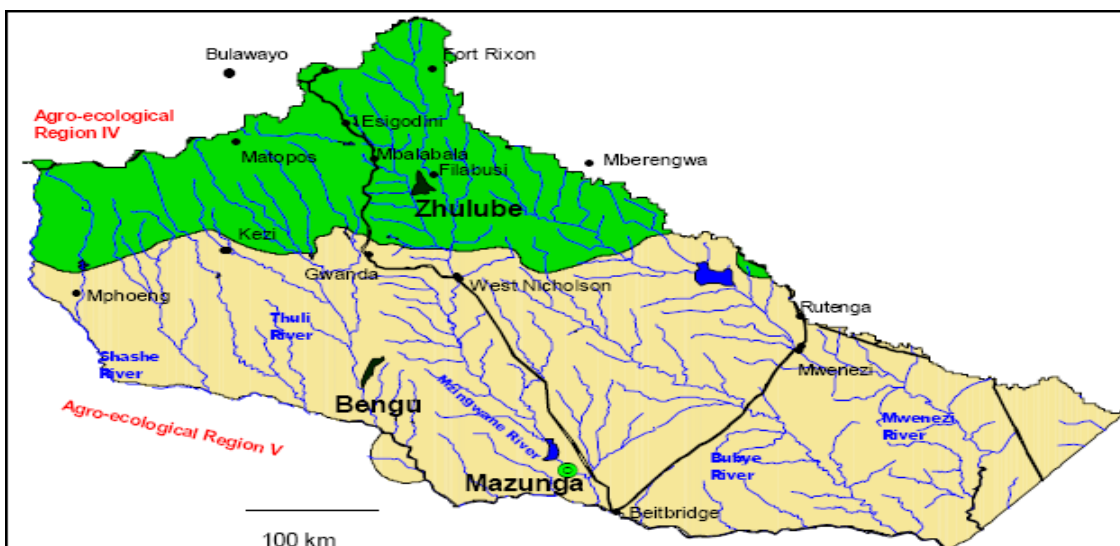 Bulawayo
Fort Rixon
Agro-ecological
Region IV
Esigodini
Matopos
Mbalabala
Filabusi
Mberengwa
Zhulube
Kezi
Gwanda
West Nicholson
Mphoeng
Thuli
River
Rutenga
Shashe
River
Mwenezi
Agro-ecological Region V
Bengu
Mzingwane River
Mwenezi
River
Bubye
River
Mazunga
Beitbridge
100 km